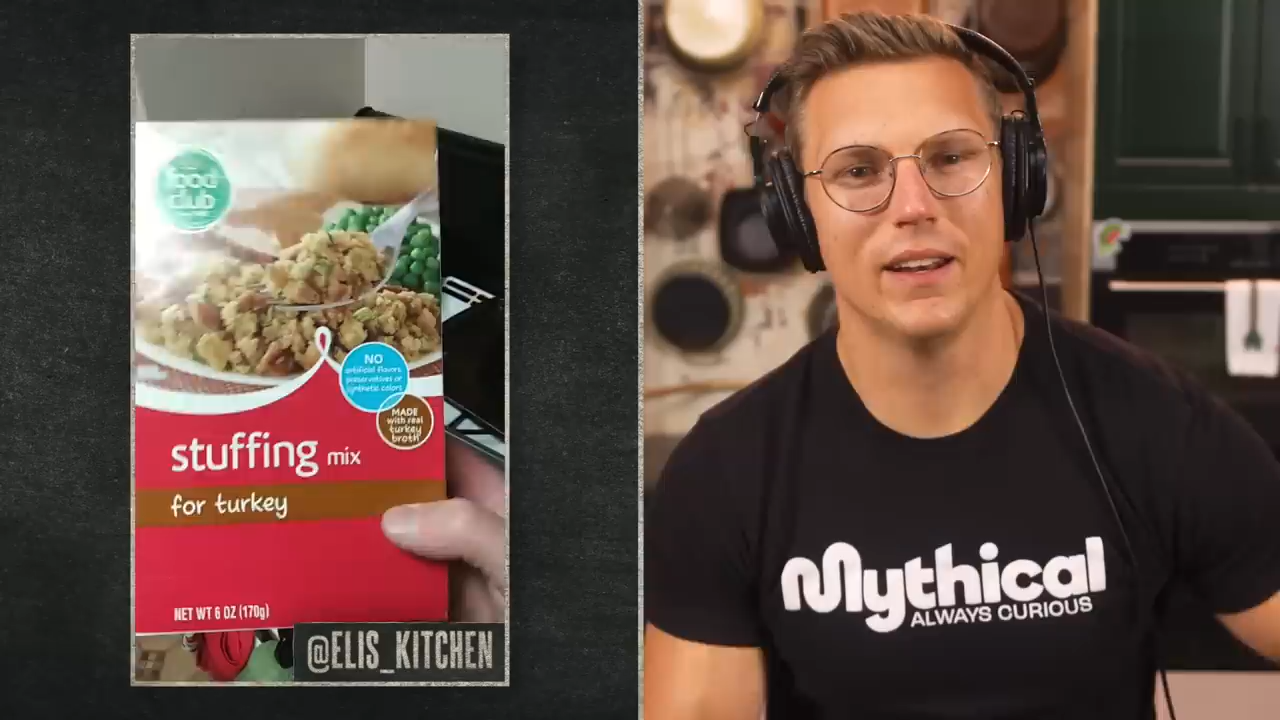 food
club
NO
artificial flavors,
preservatives or
synthetic colors
MADE
with real
turkey
broth
stuffing mix
for turkey
NET WT 6 OZ (170g)
@ELIS_KITCHEN
Mythical
ALWAYS CURIOUS